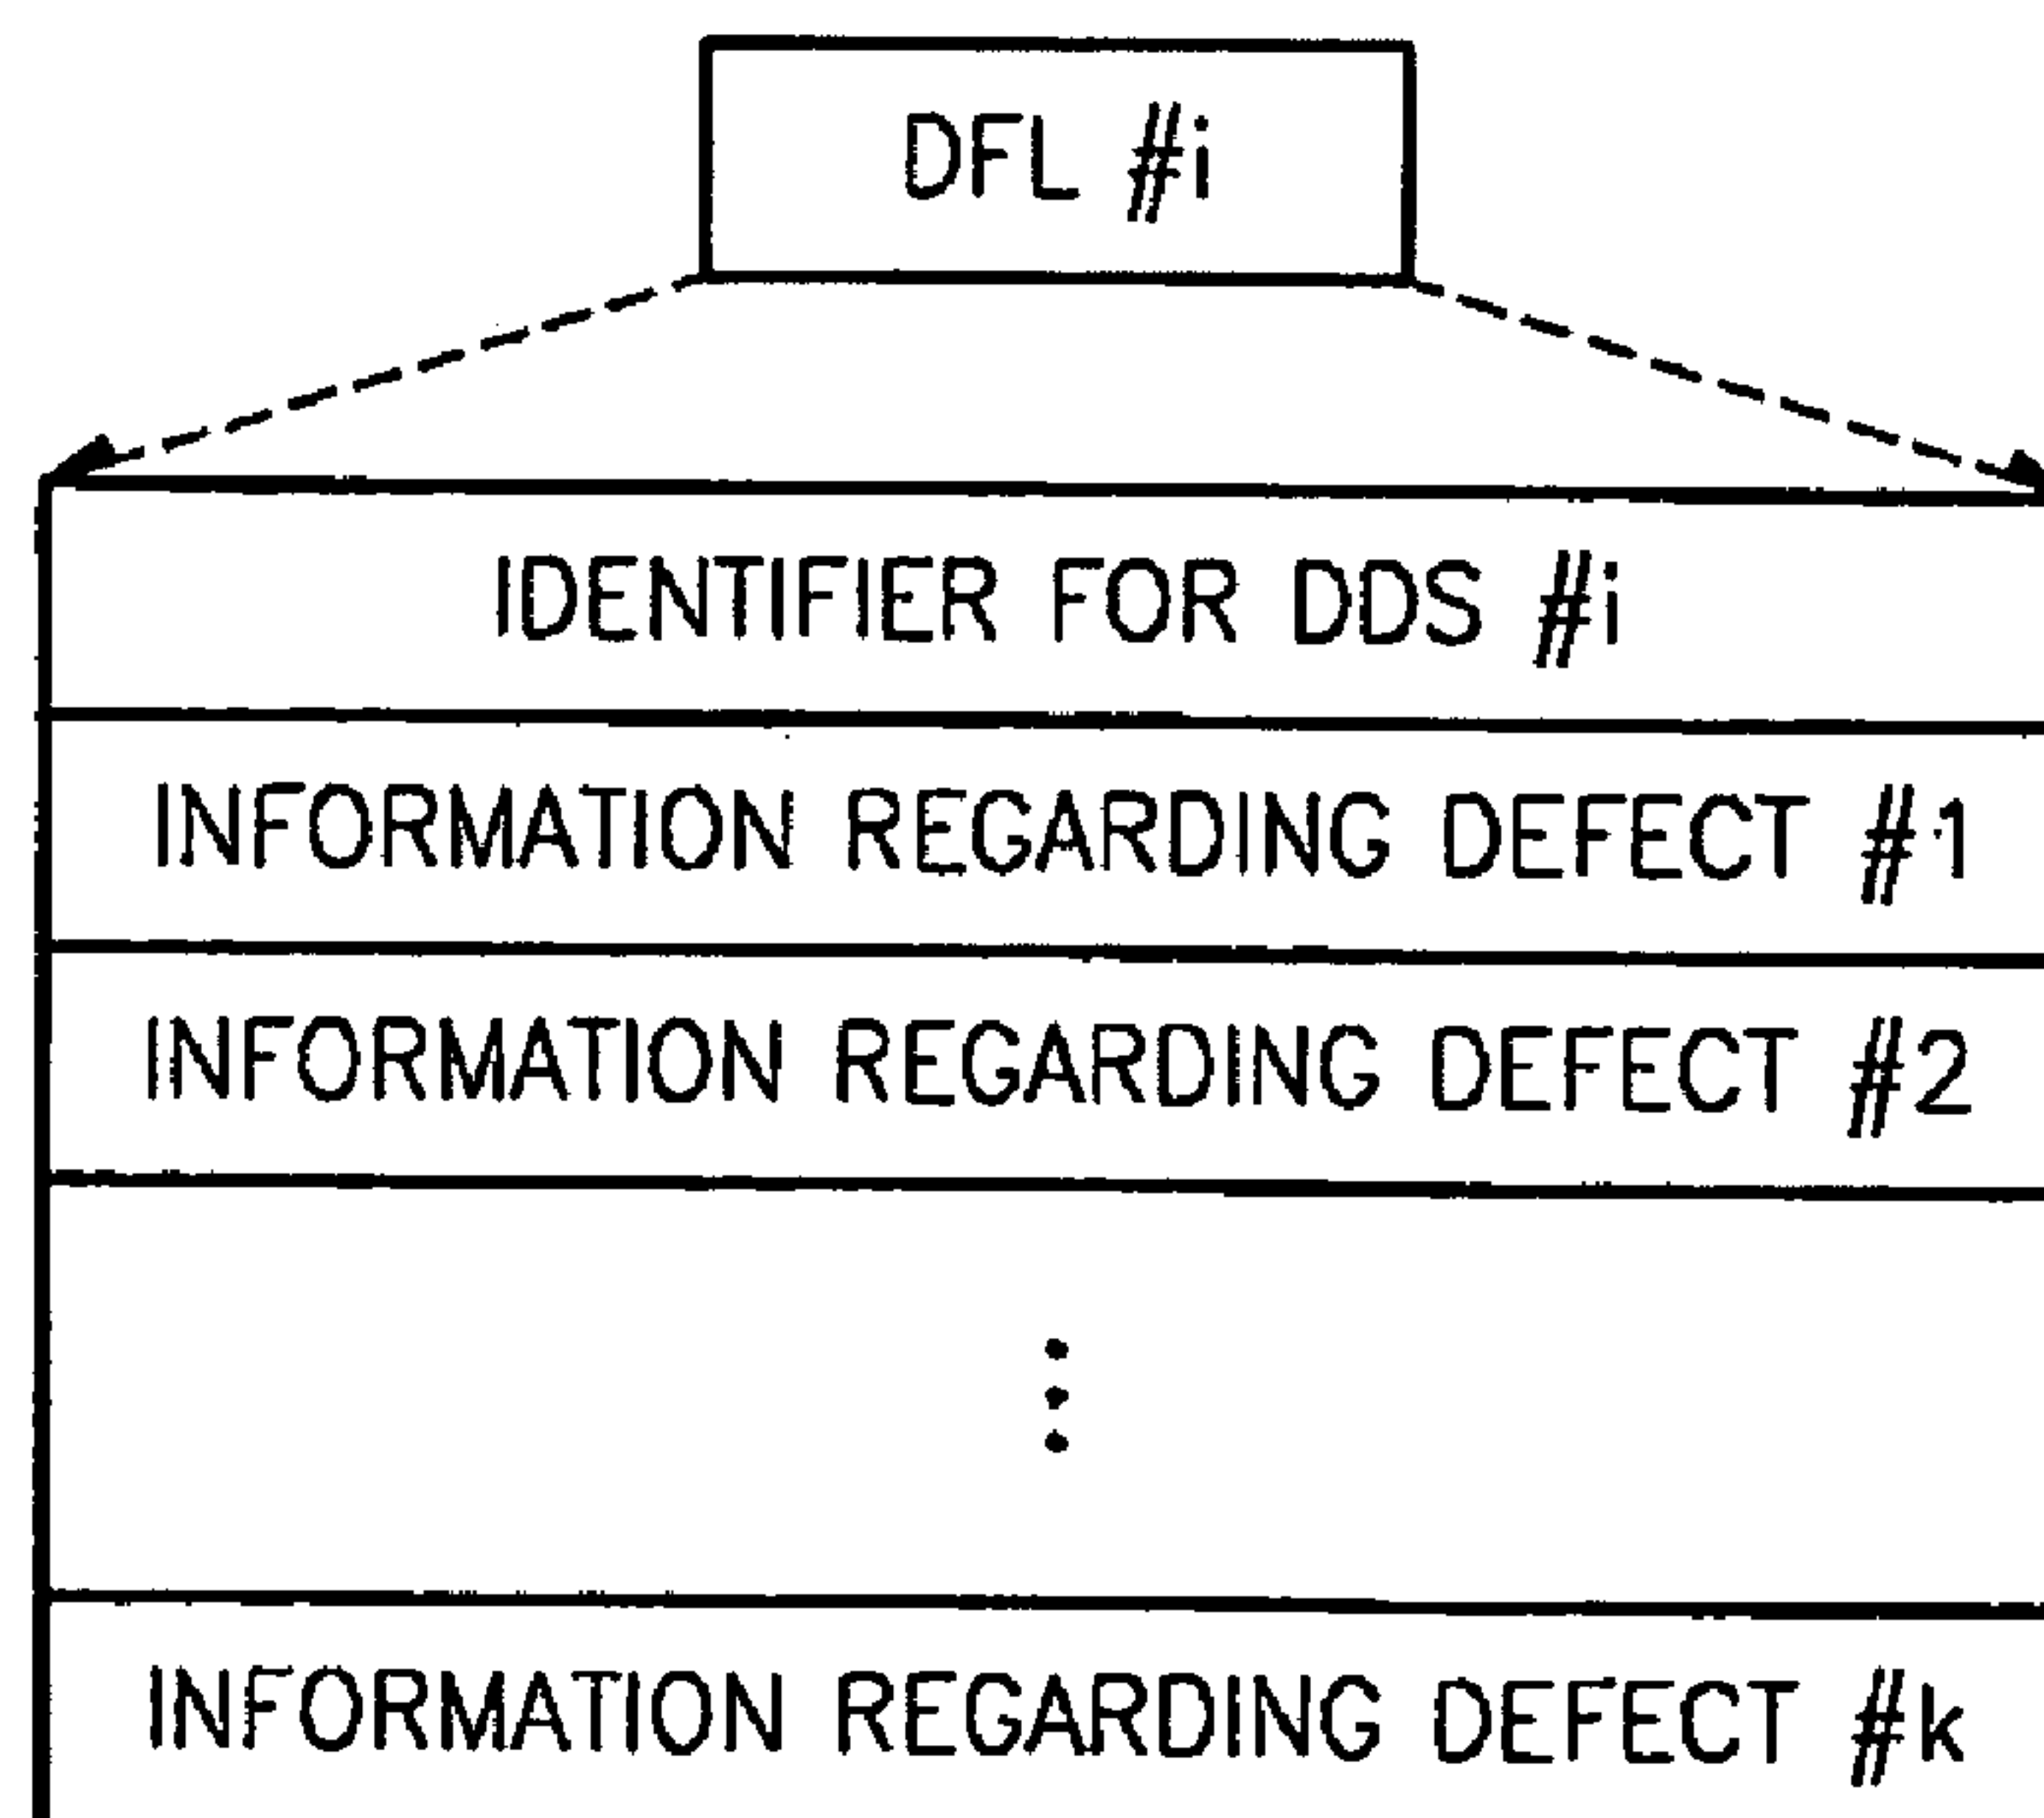 DFL #i
IDENTIFIER FOR DDS #i
INFORMATION REGARDING DEFECT #1
INFORMATION REGARDING DEFECT #2
INFORMATION REGARDING DEFECT #k